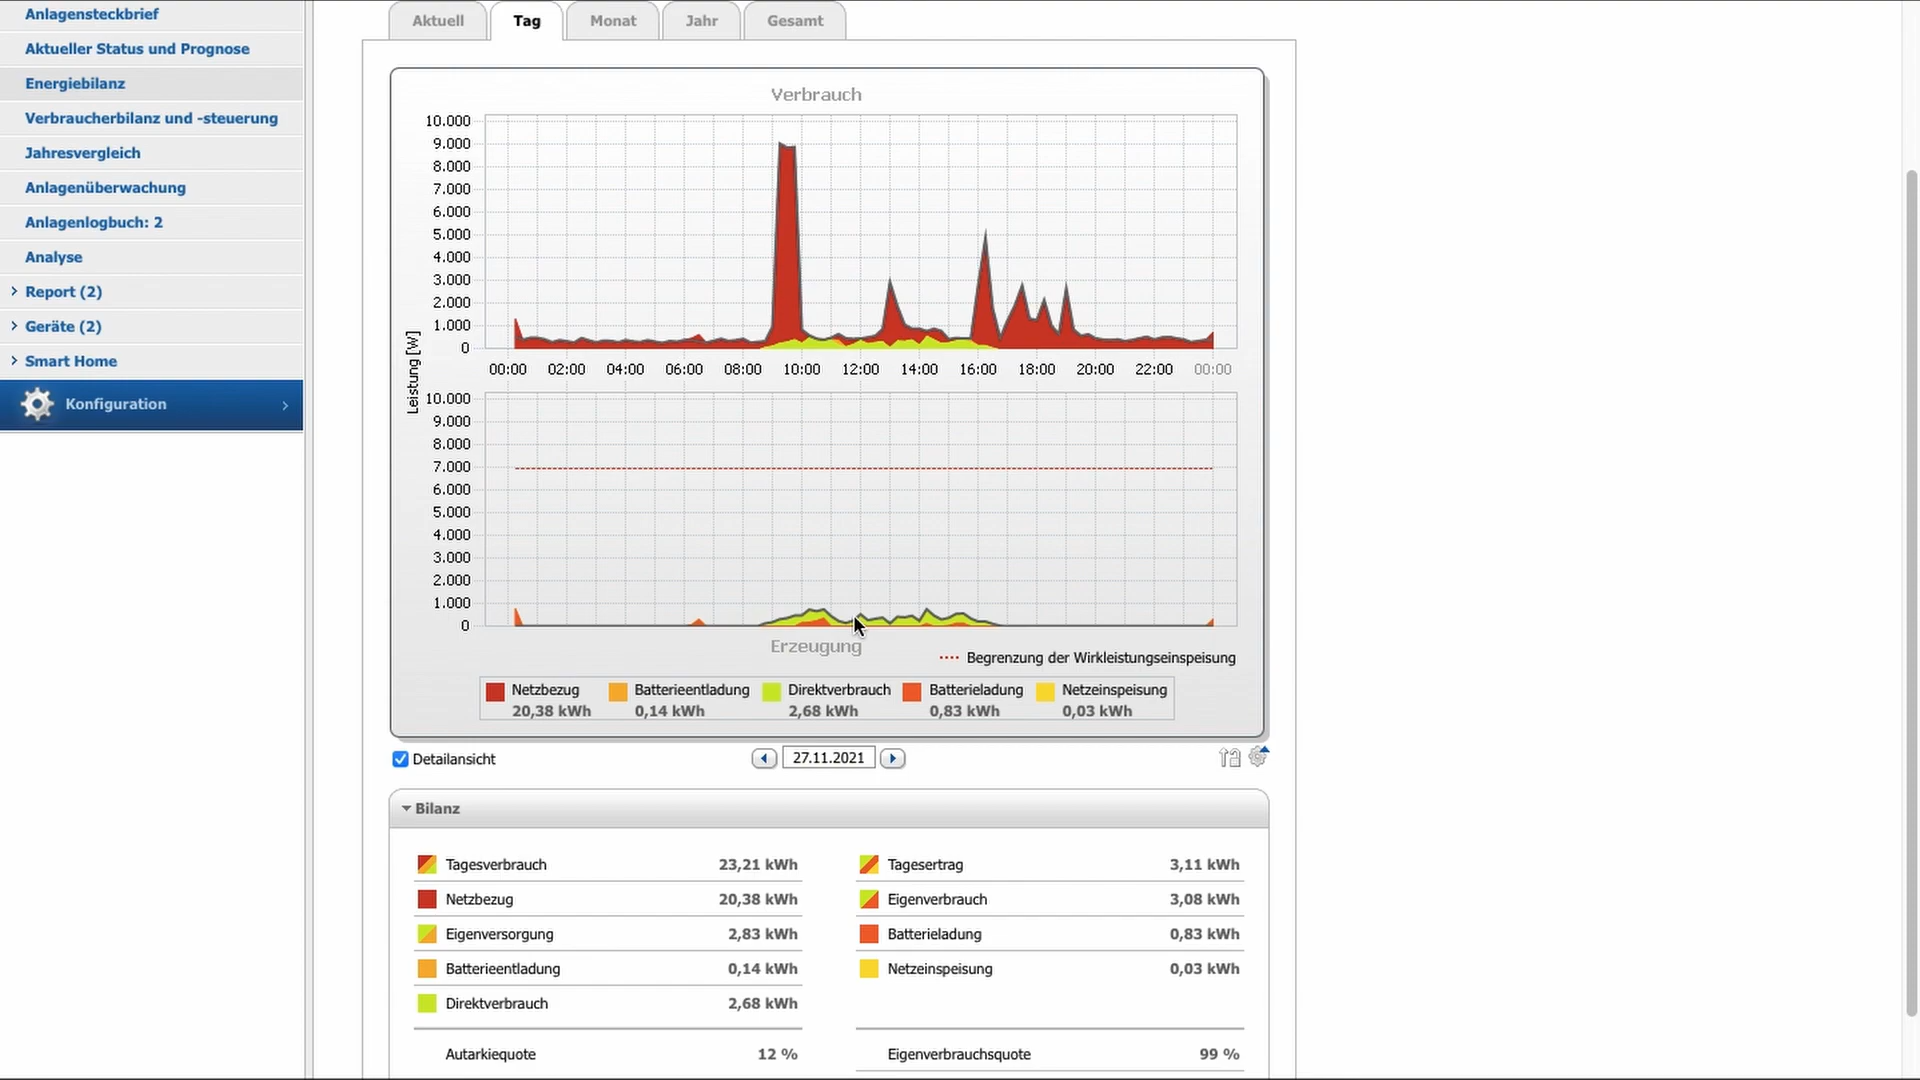 Anlagensteckbrief
Aktueller Status und Prognose
Energiebilanz
Verbraucherbilanz und -steuerung
Jahresvergleich
Anlagenüberwachung
Anlagenlogbuch: 2
Analyse
Report (2)
Geräte (2)
Smart Home
Konfiguration
Aktuell Tag Monat Jahr Gesamt
Verbrauch
10.000
9.000
8.000
7.000
6.000
5.000
4.000
3.000
2.000
1.000
0
00:00 02:00 04:00 06:00 08:00 10:00 12:00 14:00 16:00 18:00 20:00 22:00 00:00
Leistung [W]
10.000
9.000
8.000
7.000
6.000
5.000
4.000
3.000
2.000
1.000
0
Erzeugung
Begrenzung der Wirkleistungseinspeisung
Netzbezug Batterieentladung Direktverbrauch Batterieladung Netzeinspeisung
20,38 kWh 0,14 kWh 2,68 kWh 0,83 kWh 0,03 kWh
Detailansicht 27.11.2021
Bilanz
Tagesverbrauch 23,21 kWh
Netzbezug 20,38 kWh
Eigenversorgung 2,83 kWh
Batterieentladung 0,14 kWh
Direktverbrauch 2,68 kWh
Autarkiequote 12 %
Tagesertrag 3,11 kWh
Eigenverbrauch 3,08 kWh
Batterieladung 0,83 kWh
Netzeinspeisung 0,03 kWh
Eigenverbrauchsquote 99 %